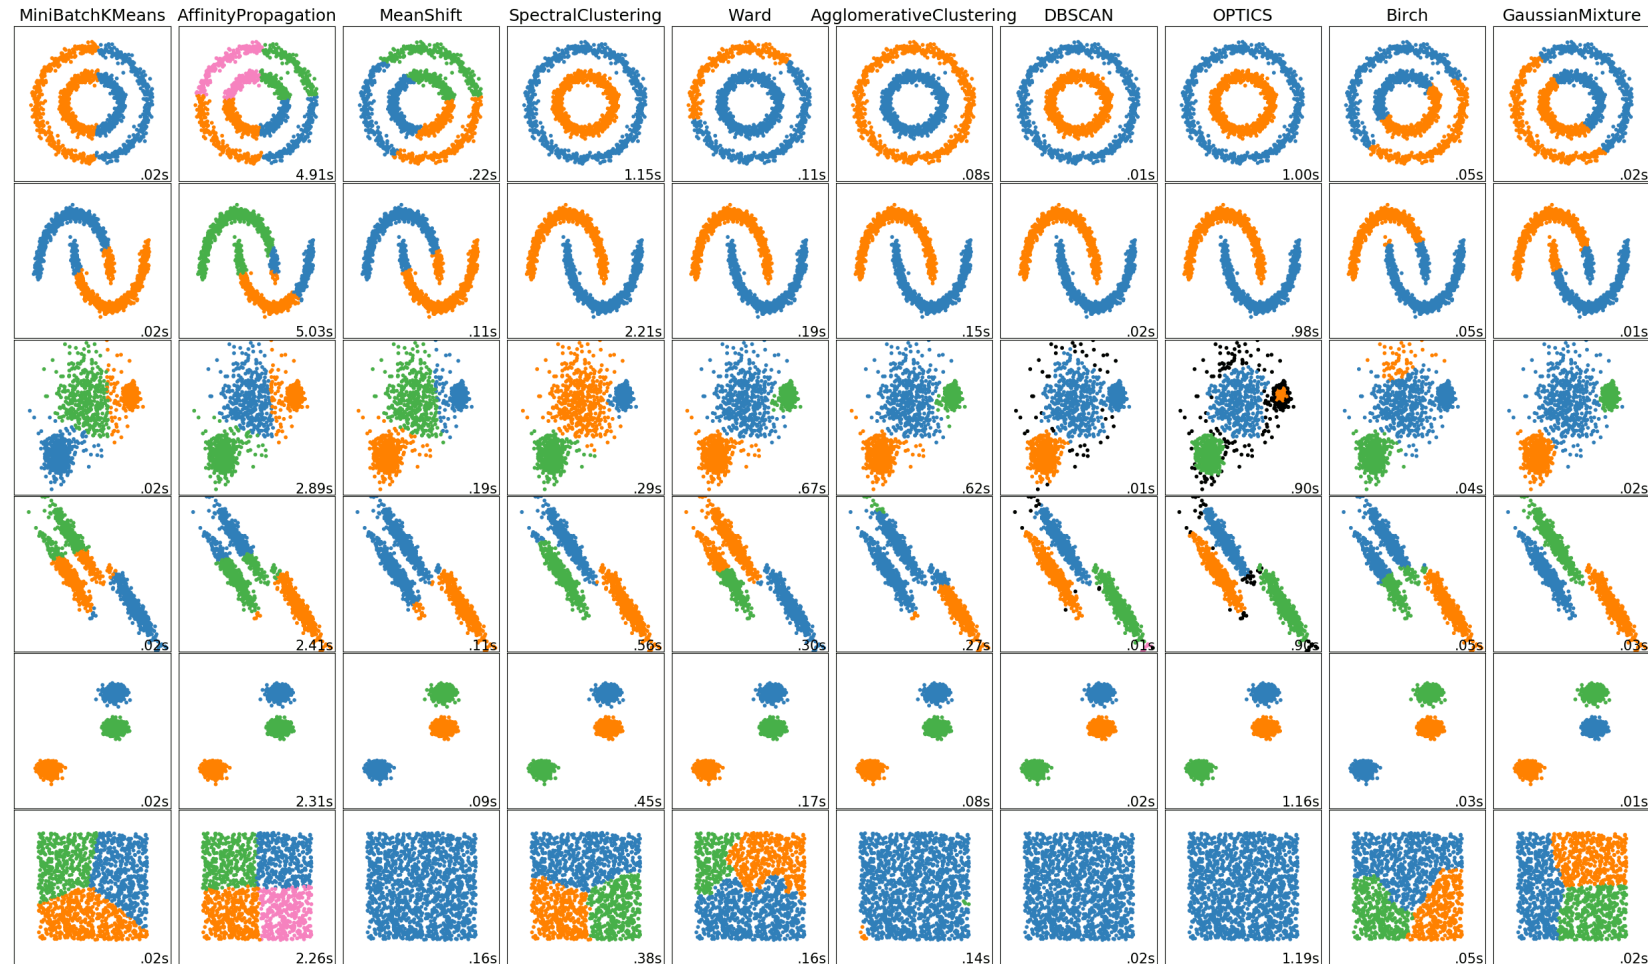 MiniBatchKMeans AffinityPropagation MeanShift SpectralClustering Ward AgglomerativeClustering DBSCAN OPTICS Birch GaussianMixture
.02s 4.91s .22s 1.15s .11s .08s .01s 1.00s .05s .02s
.02s 5.03s .11s 2.21s .19s .15s .02s .98s .05s .01s
.02s 2.89s .19s .29s .67s .62s .01s .90s .04s .02s
.02s 2.41s .11s .56s .30s .27s .01s .90s .05s .03s
.02s 2.31s .09s .45s .17s .08s .02s 1.16s .03s .01s
.02s 2.26s .16s .38s .16s .14s .02s 1.19s .05s .02s